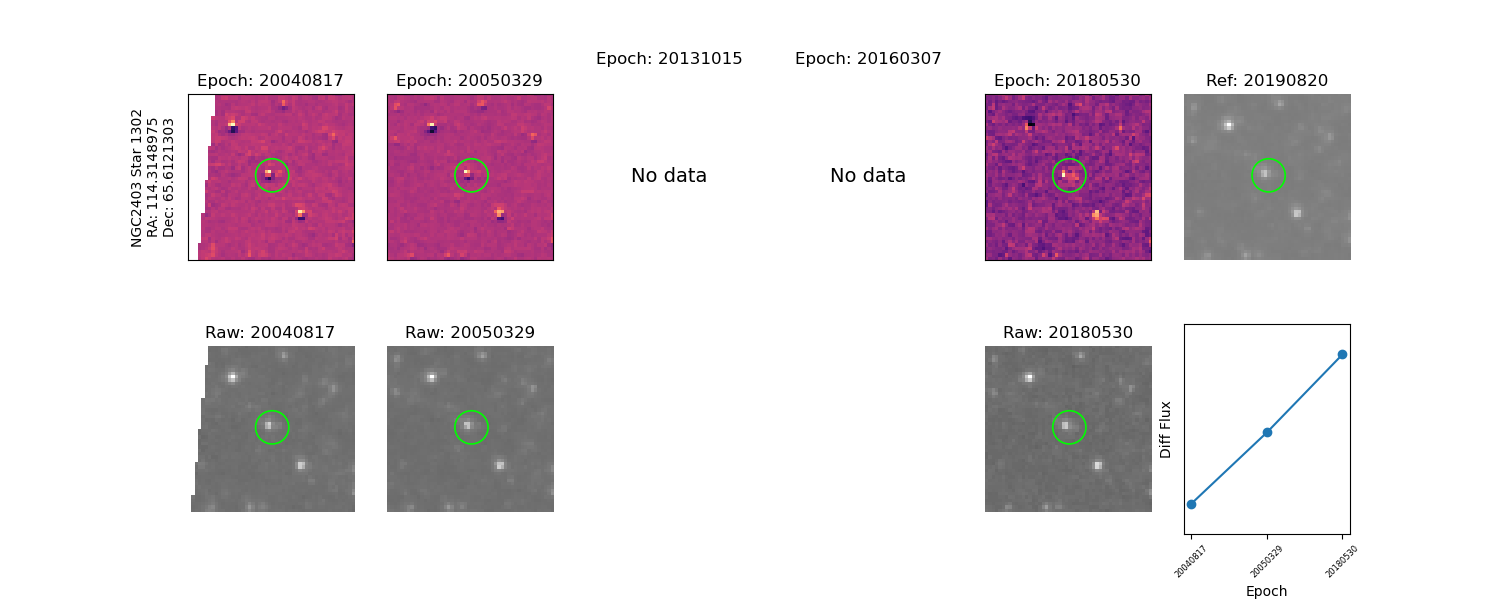 Epoch: 20040817
Epoch: 20050329
Epoch: 20131015
Epoch: 20160307
Epoch: 20180530
Ref: 20190820
NGC2403 Star 1302
RA: 114.3148975
Dec: 65.6121303
No data
No data
Raw: 20040817
Raw: 20050329
Raw: 20180530
Diff Flux
20040817
20050329
20180530
Epoch